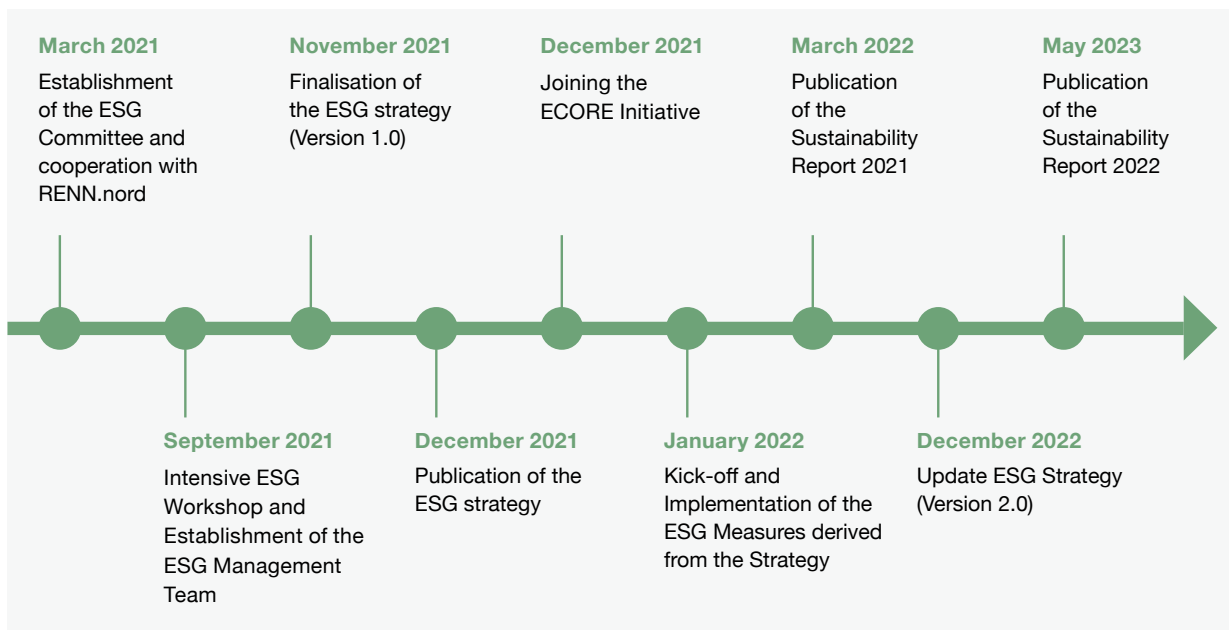 March 2021
Establishment
of the ESG
Committee and
cooperation with
RENN.nord
November 2021
Finalisation of
the ESG strategy
(Version 1.0)
December 2021
Joining the
ECORE Initiative
March 2022
Publication
of the
Sustainability
Report 2021
May 2023
Publication
of the
Sustainability
Report 2022
September 2021
Intensive ESG
Workshop and
Establishment of the
ESG Management
Team
December 2021
Publication of the
ESG strategy
January 2022
Kick-off and
Implementation of the
ESG Measures derived
from the Strategy
December 2022
Update ESG Strategy
(Version 2.0)